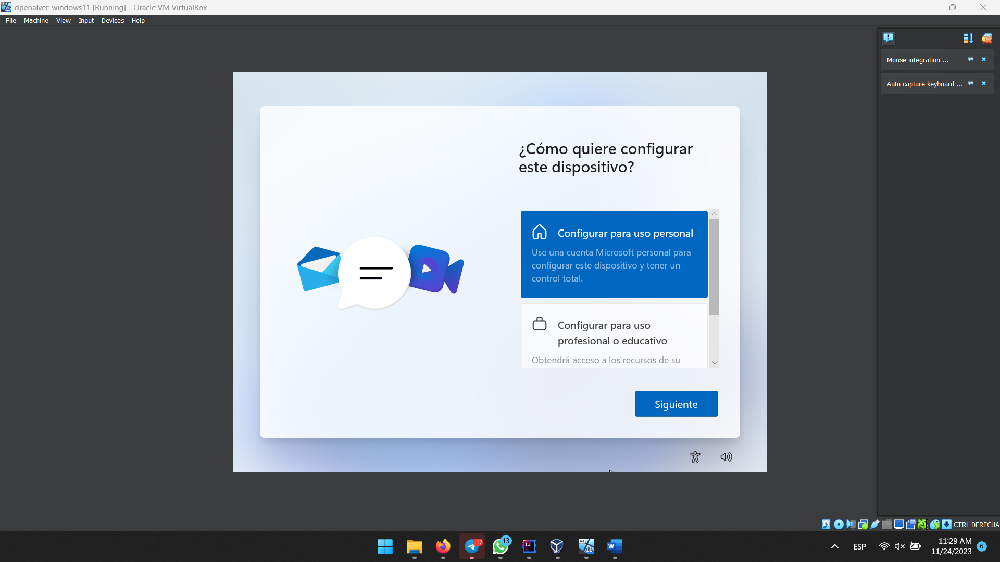 dpenalver-windows11 [Running] - Oracle VM VirtualBox
File Machine View Input Devices Help
Mouse integration ...
Auto capture keyboard ...
¿Cómo quiere configurar
este dispositivo?
Configurar para uso personal
Use una cuenta Microsoft personal para
configurar este dispositivo y tener un
control total.
Configurar para uso
profesional o educativo
Obtendrá acceso a los recursos de su
Siguiente
CTRL DERECHA
..17
13
IJ
64
11
W
ESP
11:29 AM
11/24/2023
6